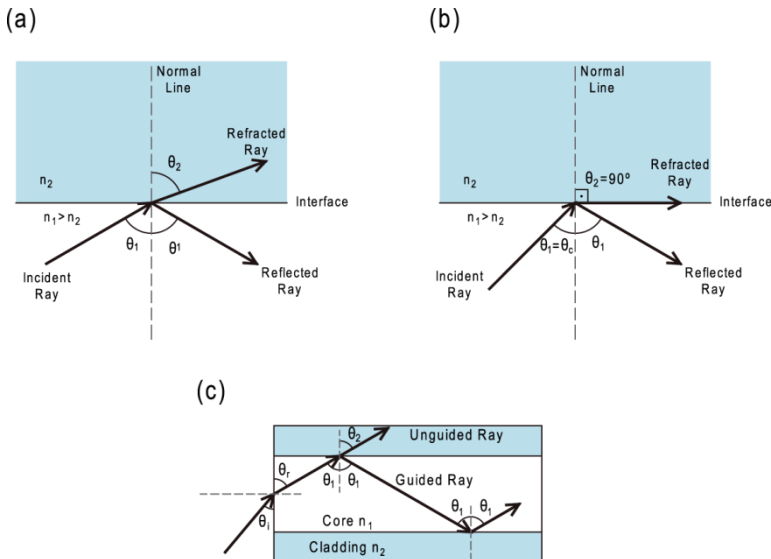 (a)
Normal
Line
Refracted
Ray
θ2
n2
Interface
n1>n2
θ1
θ1
Incident
Ray
Reflected
Ray
(b)
Normal
Line
Refracted
Ray
θ2=90º
n2
Interface
n1>n2
θ1=θc
θ1
Incident
Ray
Reflected
Ray
(c)
θ2
Unguided Ray
θr
θ1
θ1
Guided Ray
θi
Core n1
θ1
θ1
Cladding n2